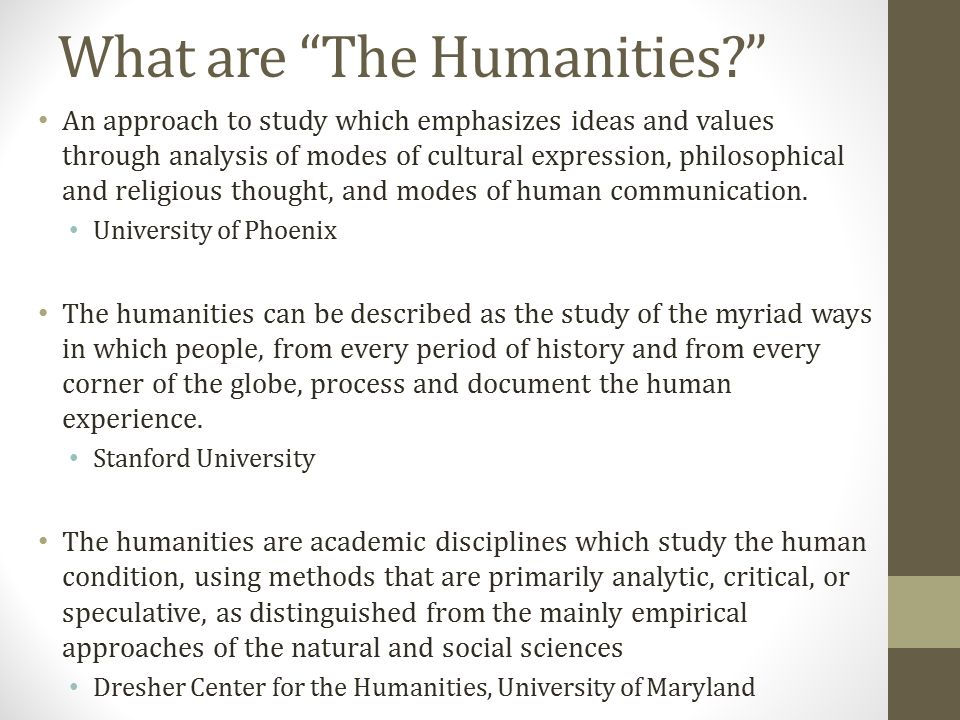 What are “The Humanities?”
• An approach to study which emphasizes ideas and values
through analysis of modes of cultural expression, philosophical
and religious thought, and modes of human communication.
• University of Phoenix
• The humanities can be described as the study of the myriad ways
in which people, from every period of history and from every
corner of the globe, process and document the human
experience.
• Stanford University
• The humanities are academic disciplines which study the human
condition, using methods that are primarily analytic, critical, or
speculative, as distinguished from the mainly empirical
approaches of the natural and social sciences
• Dresher Center for the Humanities, University of Maryland